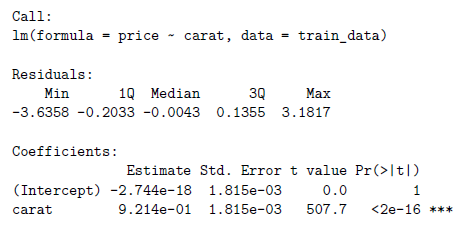 Call:
lm(formula = price ~ carat, data = train_data)
Residuals:
Min 1Q Median 3Q Max
-3.6358 -0.2033 -0.0043 0.1355 3.1817
Coefficients:
Estimate Std. Error t value Pr(>|t|)
(Intercept) -2.744e-18 1.815e-03 0.0 1
carat 9.214e-01 1.815e-03 507.7 <2e-16 ***